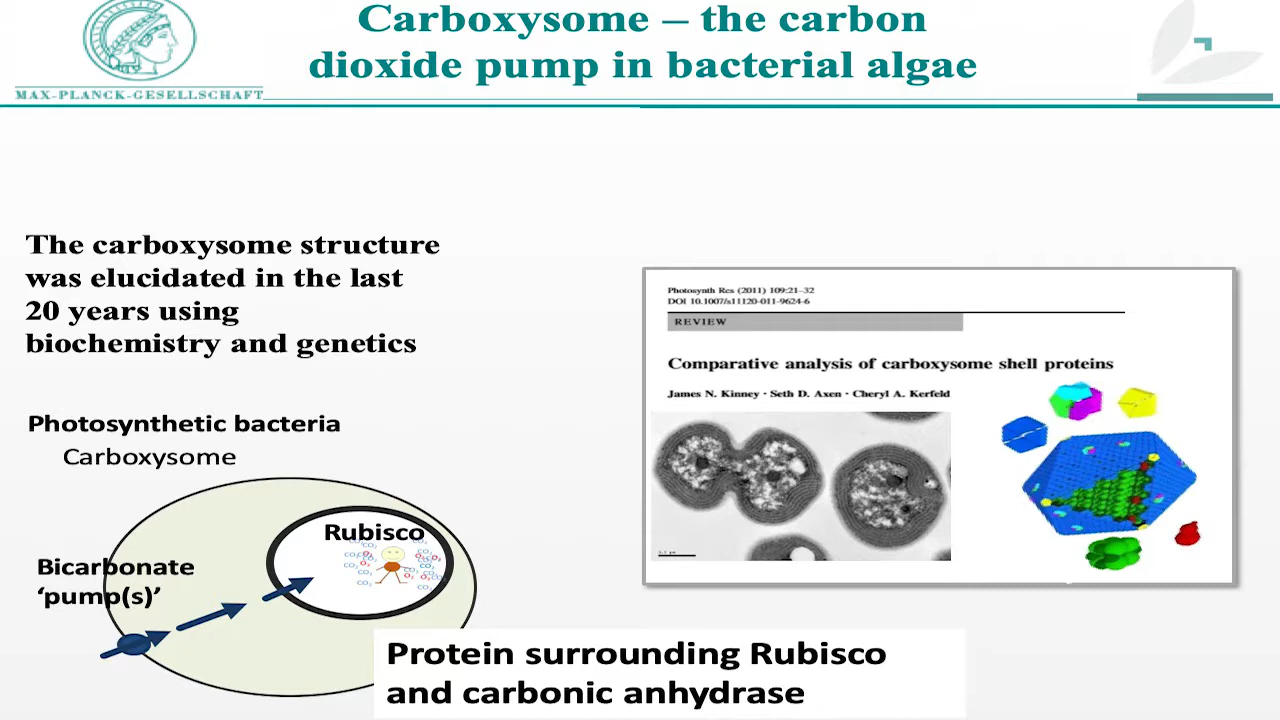 Carboxysome – the carbon
dioxide pump in bacterial algae
MAX-PLANCK-GESELLSCHAFT
The carboxysome structure
was elucidated in the last
20 years using
biochemistry and genetics
Photosynth Res (2011) 109:21–32
DOI 10.1007/s11120-011-9624-6
REVIEW
Comparative analysis of carboxysome shell proteins
James N. Kinney · Seth D. Axen · Cheryl A. Kerfeld
Photosynthetic bacteria
Carboxysome
Rubisco
Bicarbonate
‘pump(s)’
Protein surrounding Rubisco
and carbonic anhydrase